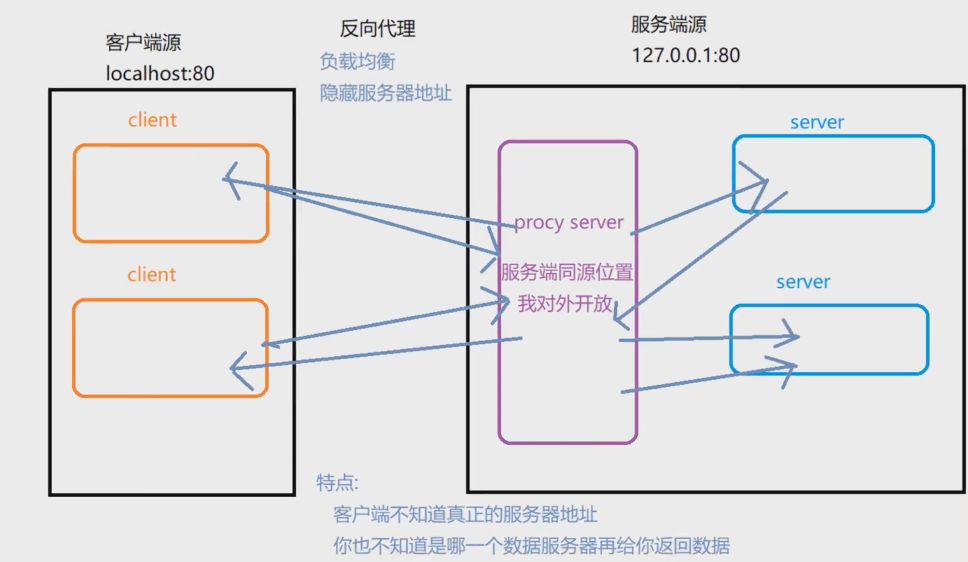 客户端源
localhost:80
反向代理
负载均衡
隐藏服务器地址
服务端源
127.0.0.1:80
client
client
procy server
服务端同源位置
我对外开放
server
server
特点:
客户端不知道真正的服务器地址
你也不知道是哪一个数据服务器再给你返回数据